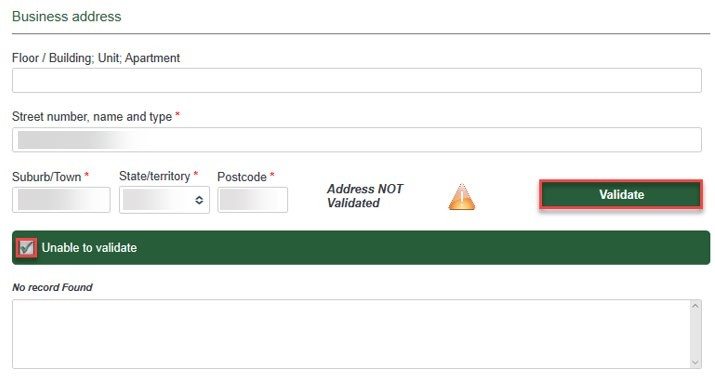 Business address
Floor / Building; Unit; Apartment
Street number, name and type *
Suburb/Town * State/territory * Postcode *
Address NOT
Validated
Validate
Unable to validate
No record Found